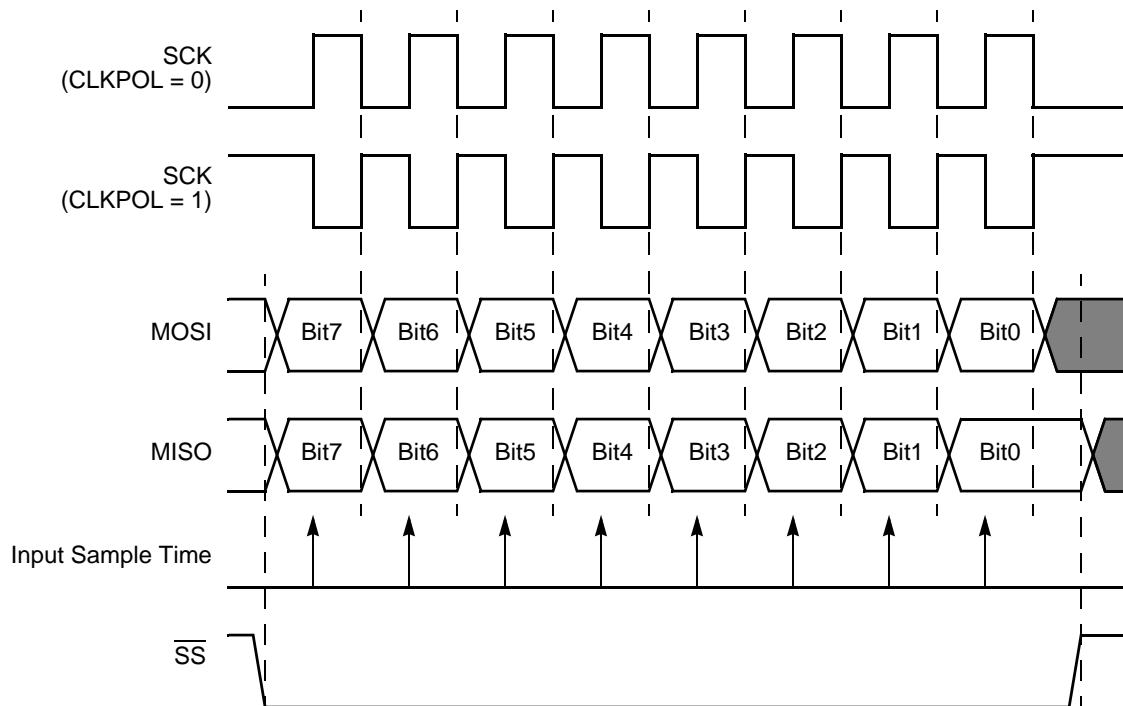 SCK
(CLKPOL = 0)
SCK
(CLKPOL = 1)
MOSI
Bit7 Bit6 Bit5 Bit4 Bit3 Bit2 Bit1 Bit0
MISO
Bit7 Bit6 Bit5 Bit4 Bit3 Bit2 Bit1 Bit0
Input Sample Time
S̅S̅